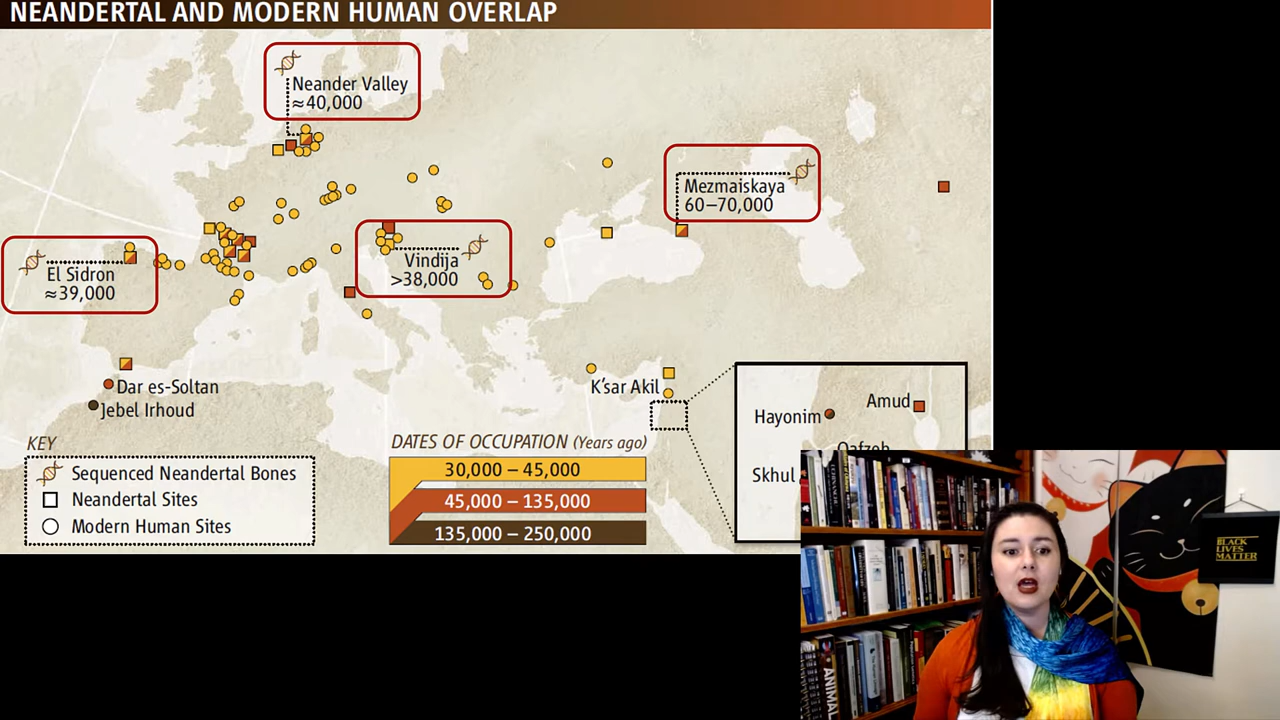 NEANDERTAL AND MODERN HUMAN OVERLAP
Neander Valley
≈40,000
Mezmaiskaya
60–70,000
Vindija
>38,000
El Sidron
≈39,000
Dar es-Soltan
Jebel Irhoud
K'sar Akil
Hayonim
Amud
Qafzeh
Skhul
KEY
Sequenced Neandertal Bones
Neandertal Sites
Modern Human Sites
DATES OF OCCUPATION (Years ago)
30,000 – 45,000
45,000 – 135,000
135,000 – 250,000
BLACK
LIVES
MATTER
ANIMAL